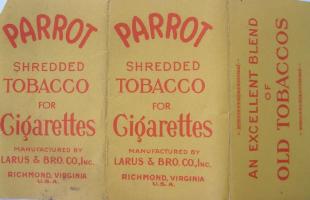 PARROT
SHREDDED
TOBACCO
FOR
Cigarettes
MANUFACTURED BY
LARUS & BRO. CO., INC.
RICHMOND, VIRGINIA
U.S.A.
PARROT
SHREDDED
TOBACCO
FOR
Cigarettes
MANUFACTURED BY
LARUS & BRO. CO., INC.
RICHMOND, VIRGINIA
U.S.A.
AN EXCELLENT BLEND
OF
OLD TOBACCOS